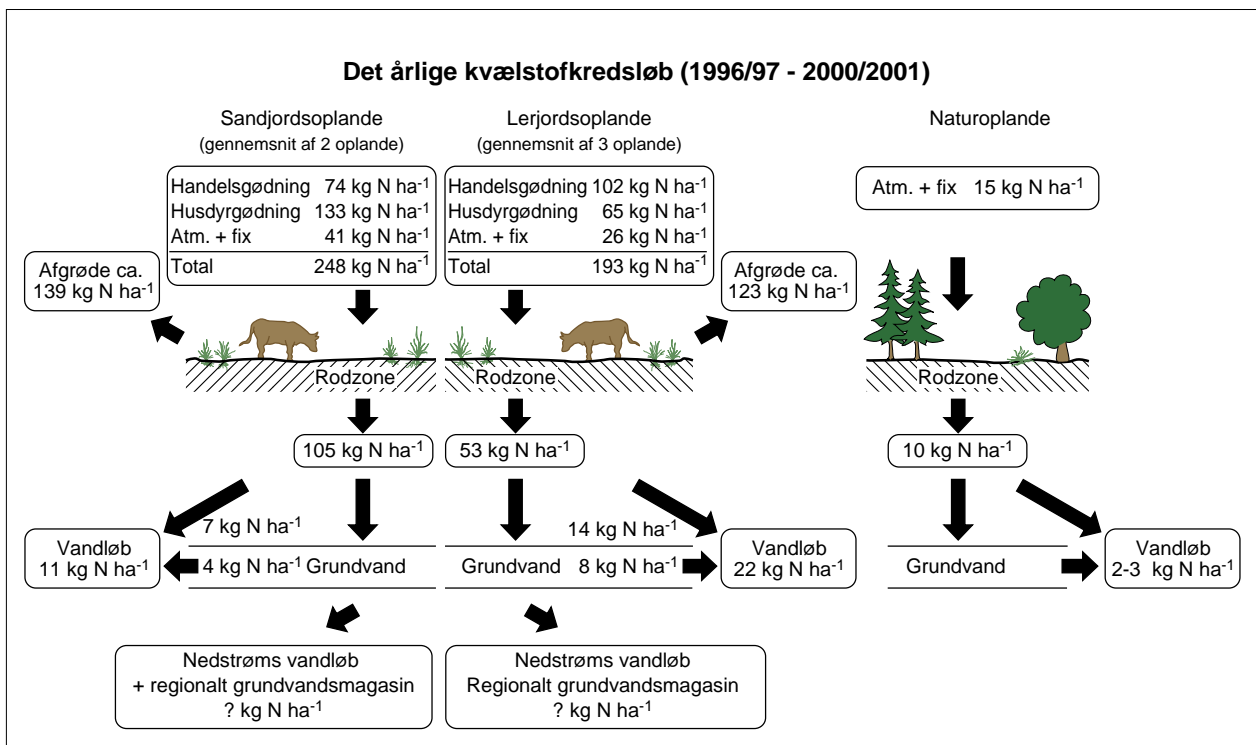 Det årlige kvælstofkredsløb (1996/97 - 2000/2001)
Sandjordsoplande
(gennemsnit af 2 oplande)
Handelsgødning 74 kg N ha⁻¹
Husdyrgødning 133 kg N ha⁻¹
Atm. + fix 41 kg N ha⁻¹
Total 248 kg N ha⁻¹
Afgrøde ca.
139 kg N ha⁻¹
Rodzone
105 kg N ha⁻¹
7 kg N ha⁻¹
Vandløb
11 kg N ha⁻¹
4 kg N ha⁻¹ Grundvand
Nedstrøms vandløb
+ regionalt grundvandsmagasin
? kg N ha⁻¹
Lerjordsoplande
(gennemsnit af 3 oplande)
Handelsgødning 102 kg N ha⁻¹
Husdyrgødning 65 kg N ha⁻¹
Atm. + fix 26 kg N ha⁻¹
Total 193 kg N ha⁻¹
Afgrøde ca.
123 kg N ha⁻¹
Rodzone
53 kg N ha⁻¹
14 kg N ha⁻¹
Grundvand 8 kg N ha⁻¹
Vandløb
22 kg N ha⁻¹
Nedstrøms vandløb
Regionalt grundvandsmagasin
? kg N ha⁻¹
Naturoplande
Atm. + fix 15 kg N ha⁻¹
Rodzone
10 kg N ha⁻¹
Grundvand
Vandløb
2-3 kg N ha⁻¹